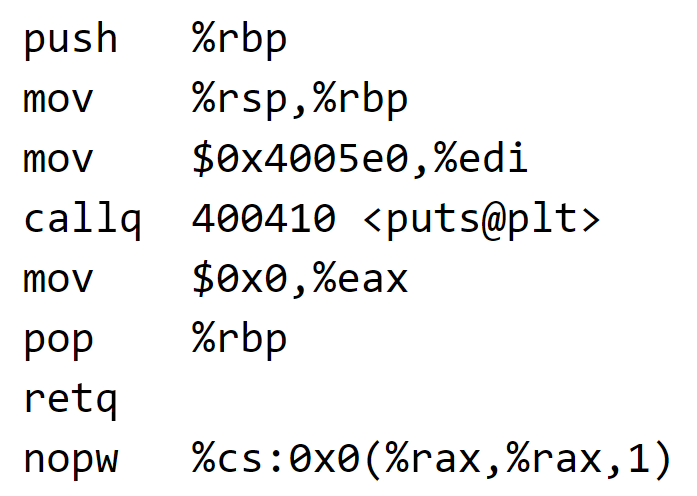 push   %rbp
mov    %rsp,%rbp
mov    $0x4005e0,%edi
callq  400410 <puts@plt>
mov    $0x0,%eax
pop    %rbp
retq
nopw   %cs:0x0(%rax,%rax,1)